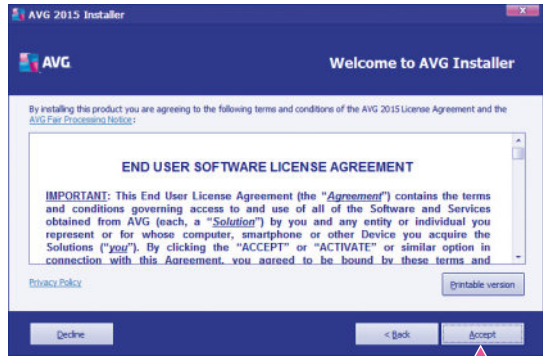 AVG 2015 Installer
AVG
Welcome to AVG Installer
By installing this product you are agreeing to the following terms and conditions of the AVG 2015 License Agreement and the
AVG Fair Processing Notice:
END USER SOFTWARE LICENSE AGREEMENT
IMPORTANT: This End User License Agreement (the “Agreement”) contains the terms
and conditions governing access to and use of all of the Software and Services
obtained from AVG (each, a “Solution”) by you and any entity or individual you
represent or for whose computer, smartphone or other Device you acquire the
Solutions (“you”). By clicking the “ACCEPT” or “ACTIVATE” or similar option in
connection with this Agreement, you agreed to be bound by these terms and
Privacy Policy
Printable version
Decline
< Back
Accept